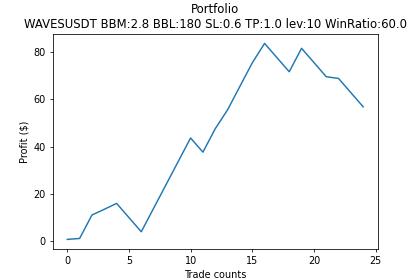 Portfolio
WAVESUSDT BBM:2.8 BBL:180 SL:0.6 TP:1.0 lev:10 WinRatio:60.0
80
60
40
20
0
Profit ($)
0 5 10 15 20 25
Trade counts